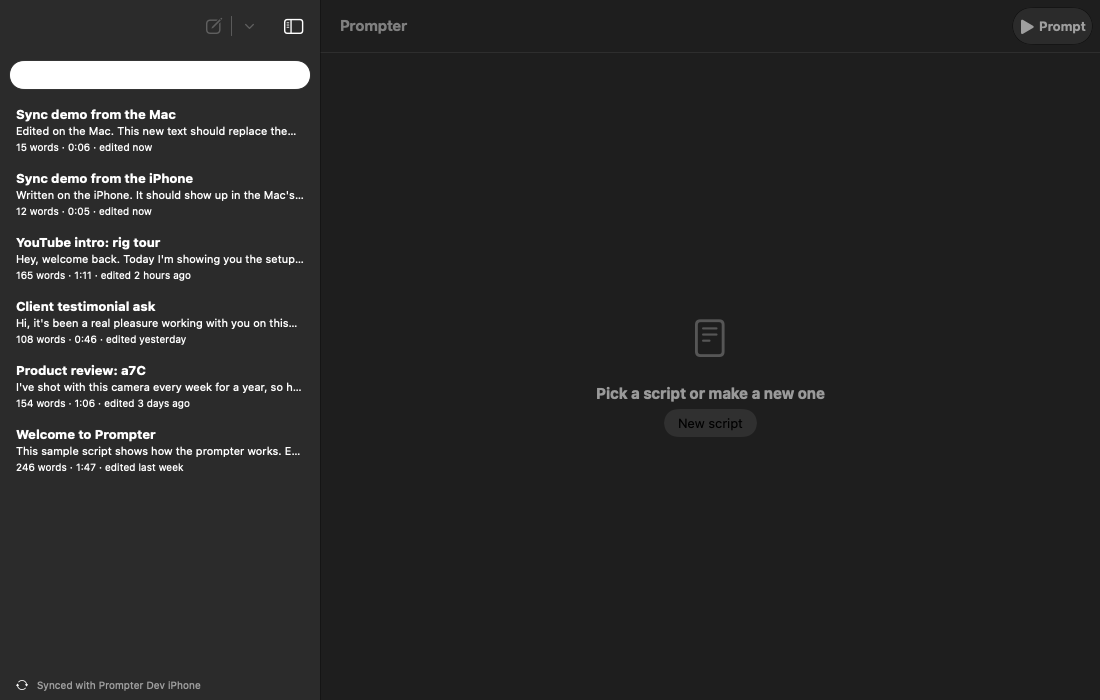 Prompter
Prompt
Sync demo from the Mac
Edited on the Mac. This new text should replace the…
15 words · 0:06 · edited now
Sync demo from the iPhone
Written on the iPhone. It should show up in the Mac's…
12 words · 0:05 · edited now
YouTube intro: rig tour
Hey, welcome back. Today I'm showing you the setup…
165 words · 1:11 · edited 2 hours ago
Client testimonial ask
Hi, it's been a real pleasure working with you on this…
108 words · 0:46 · edited yesterday
Product review: a7C
I've shot with this camera every week for a year, so h…
154 words · 1:06 · edited 3 days ago
Welcome to Prompter
This sample script shows how the prompter works. E…
246 words · 1:47 · edited last week
Pick a script or make a new one
New script
Synced with Prompter Dev iPhone